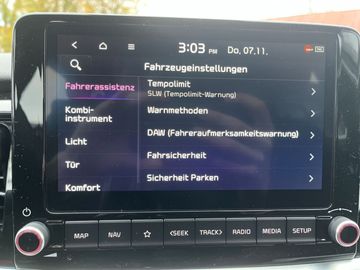 3:03 PM Do, 07.11.
Fahrzeugeinstellungen
Fahrerassistenz
Kombi-
instrument
Licht
Tür
Komfort
Tempolimit
SLW (Tempolimit-Warnung)
Warnmethoden
DAW (Fahreraufmerksamkeitswarnung)
Fahrsicherheit
Sicherheit Parken
MAP
NAV
<SEEK
TRACK>
RADIO
MEDIA
SETUP